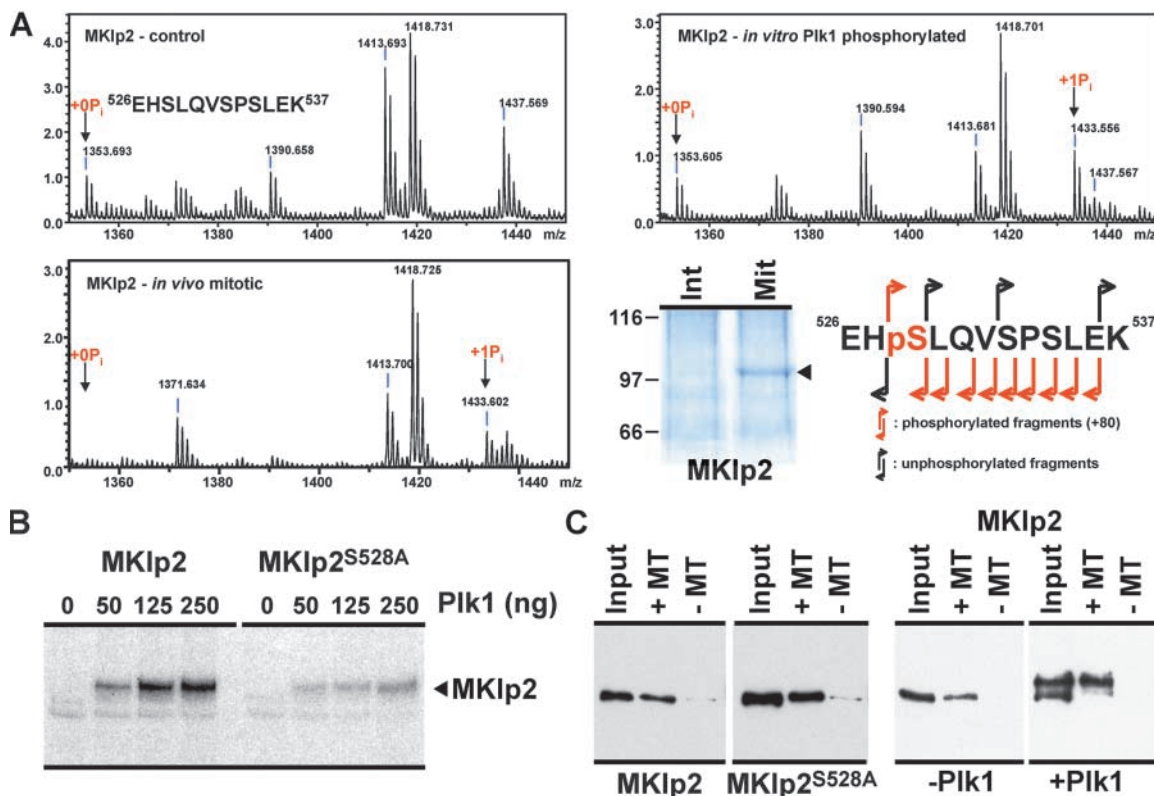 A
MKlp2 - control
+0Pi
526EHSLQVSPSLEK537
1353.693
1390.658
1413.693
1418.731
1437.569
4.0
3.0
2.0
1.0
0.0
1360 1380 1400 1420 1440 m/z
MKlp2 - in vitro Plk1 phosphorylated
+0Pi
+1Pi
1353.605
1390.594
1413.681
1418.701
1433.556
1437.567
3.0
2.0
1.0
0.0
1360 1380 1400 1420 1440 m/z
MKlp2 - in vivo mitotic
+0Pi
+1Pi
1371.634
1413.700
1418.725
1433.602
3.0
2.0
1.0
0.0
1360 1380 1400 1420 1440 m/z
Int Mit
116
97
66
MKlp2
526 EHpSLQVSPSLEK 537
: phosphorylated fragments (+80)
: unphosphorylated fragments
B
MKlp2 MKlp2S528A
0 50 125 250 0 50 125 250 Plk1 (ng)
MKlp2
C
MKlp2
Input + MT - MT Input + MT - MT Input + MT - MT Input + MT - MT
MKlp2 MKlp2S528A -Plk1 +Plk1